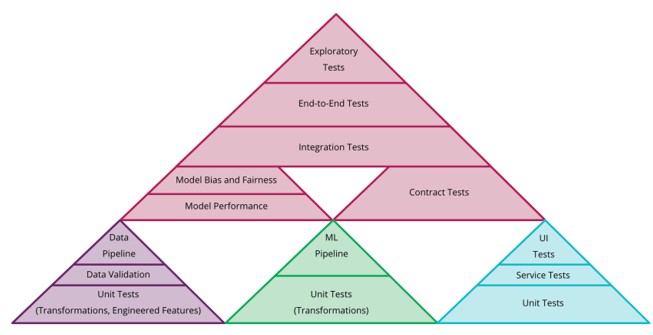 Exploratory
Tests
End-to-End Tests
Integration Tests
Model Bias and Fairness
Model Performance
Contract Tests
Data
Pipeline
Data Validation
Unit Tests
(Transformations, Engineered Features)
ML
Pipeline
Unit Tests
(Transformations)
UI
Tests
Service Tests
Unit Tests